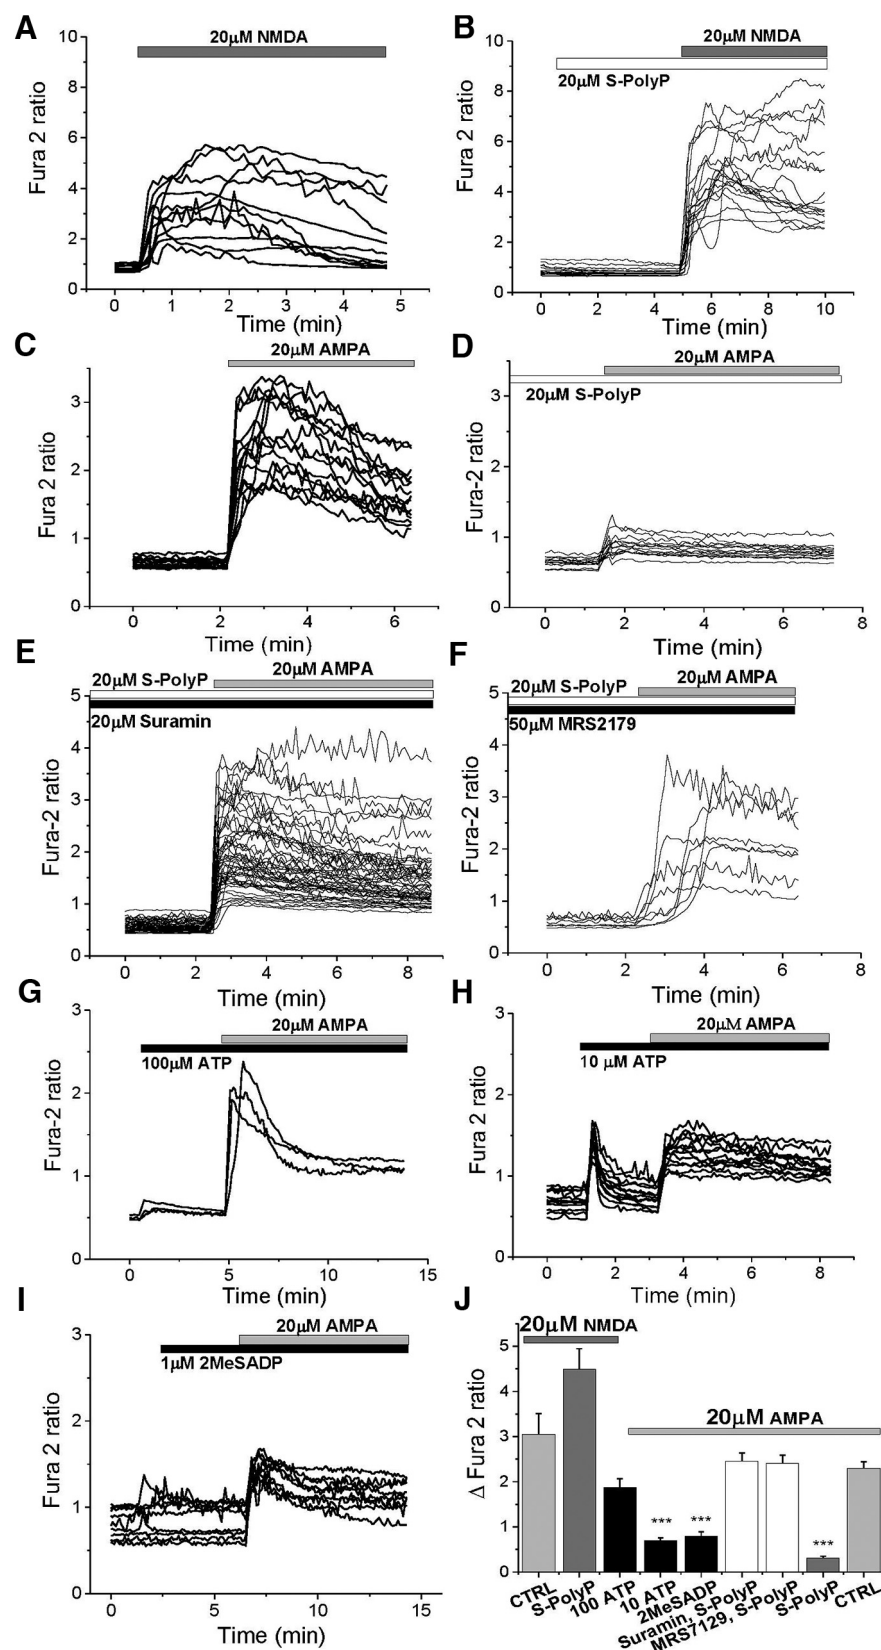 A
20µM NMDA
Fura 2 ratio
10
8
6
4
2
0
0 1 2 3 4 5
Time (min)
B
20µM NMDA
20µM S-PolyP
Fura 2 ratio
10
8
6
4
2
0
0 2 4 6 8 10
Time (min)
C
20µM AMPA
Fura 2 ratio
3
2
1
0
0 2 4 6
Time (min)
D
20µM AMPA
20µM S-PolyP
Fura-2 ratio
3
2
1
0
0 2 4 6 8
Time (min)
E
20µM S-PolyP 20µM AMPA
20µM Suramin
Fura-2 ratio
5
4
3
2
1
0
0 2 4 6 8
Time (min)
F
20µM S-PolyP 20µM AMPA
50µM MRS2179
Fura-2 ratio
5
4
3
2
1
0
0 2 4 6 8
Time (min)
G
20µM AMPA
100µM ATP
Fura-2 ratio
3
2
1
0
0 5 10 15
Time (min)
H
20µM AMPA
10 µM ATP
Fura 2 ratio
3
2
1
0
0 2 4 6 8
Time (min)
I
20µM AMPA
1µM 2MeSADP
Fura-2 ratio
3
2
1
0
0 5 10 15
Time (min)
J
20µM NMDA
20µM AMPA
Δ Fura 2 ratio
5
4
3
2
1
0
*** *** ***
CTRL
S-PolyP
100 ATP
10 ATP
2MeSADP
Suramin, S-PolyP
MRS7129, S-PolyP
S-PolyP
CTRL